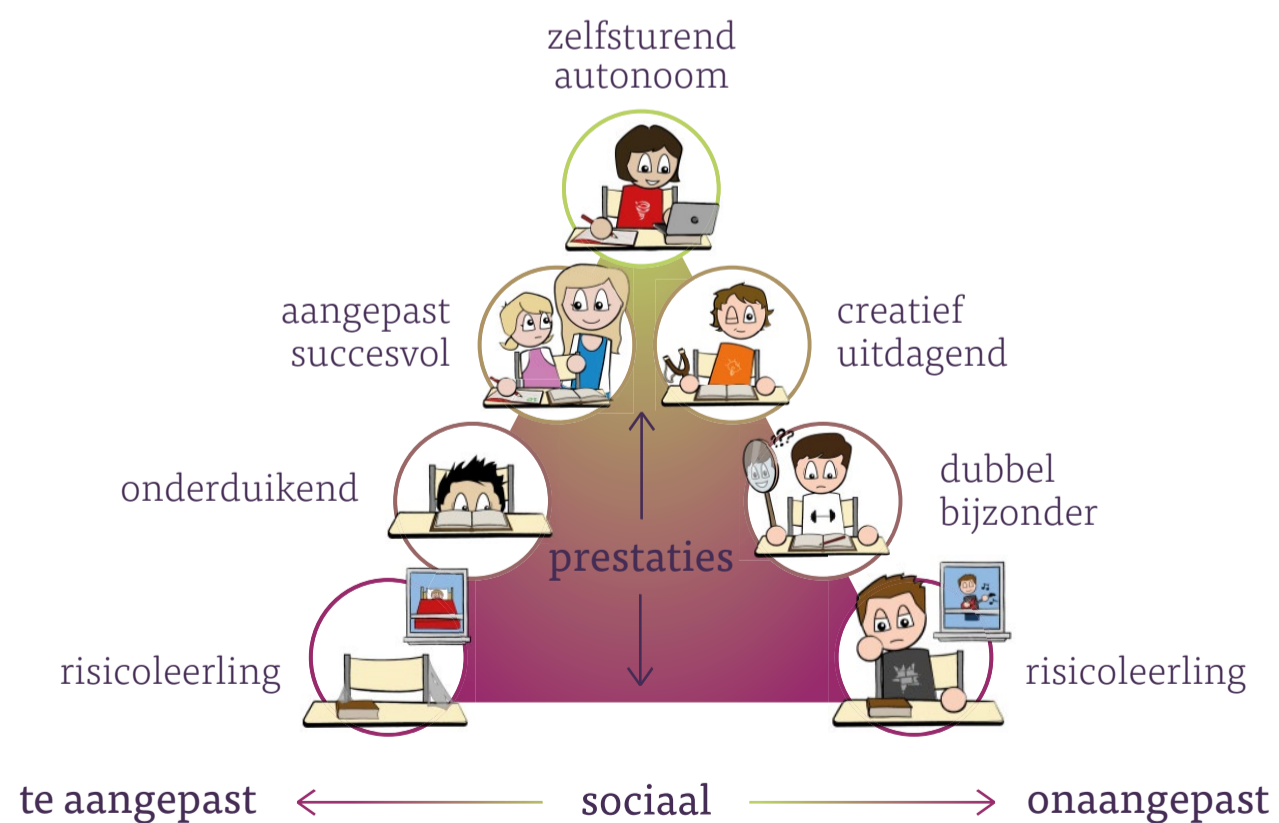 zelfsturend
autonoom
aangepast
succesvol
creatief
uitdagend
onderduikend
???
dubbel
bijzonder
prestaties
risicoleerling
risicoleerling
te aangepast
sociaal
onaangepast